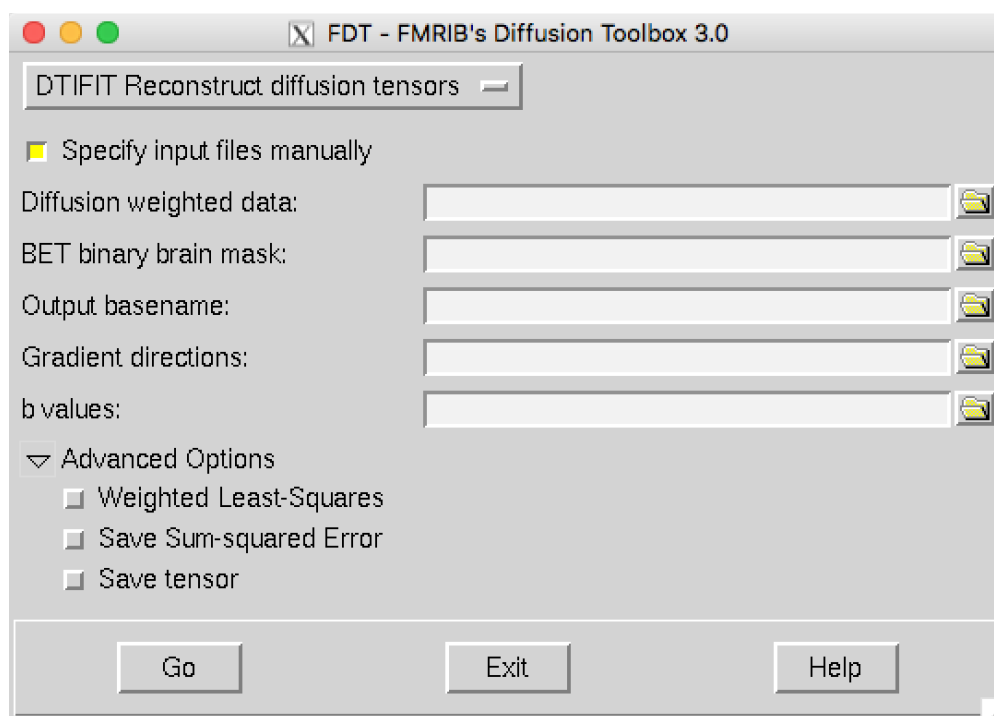 FDT - FMRIB's Diffusion Toolbox 3.0
DTIFIT Reconstruct diffusion tensors
Specify input files manually
Diffusion weighted data:
BET binary brain mask:
Output basename:
Gradient directions:
b values:
Advanced Options
Weighted Least-Squares
Save Sum-squared Error
Save tensor
Go Exit Help